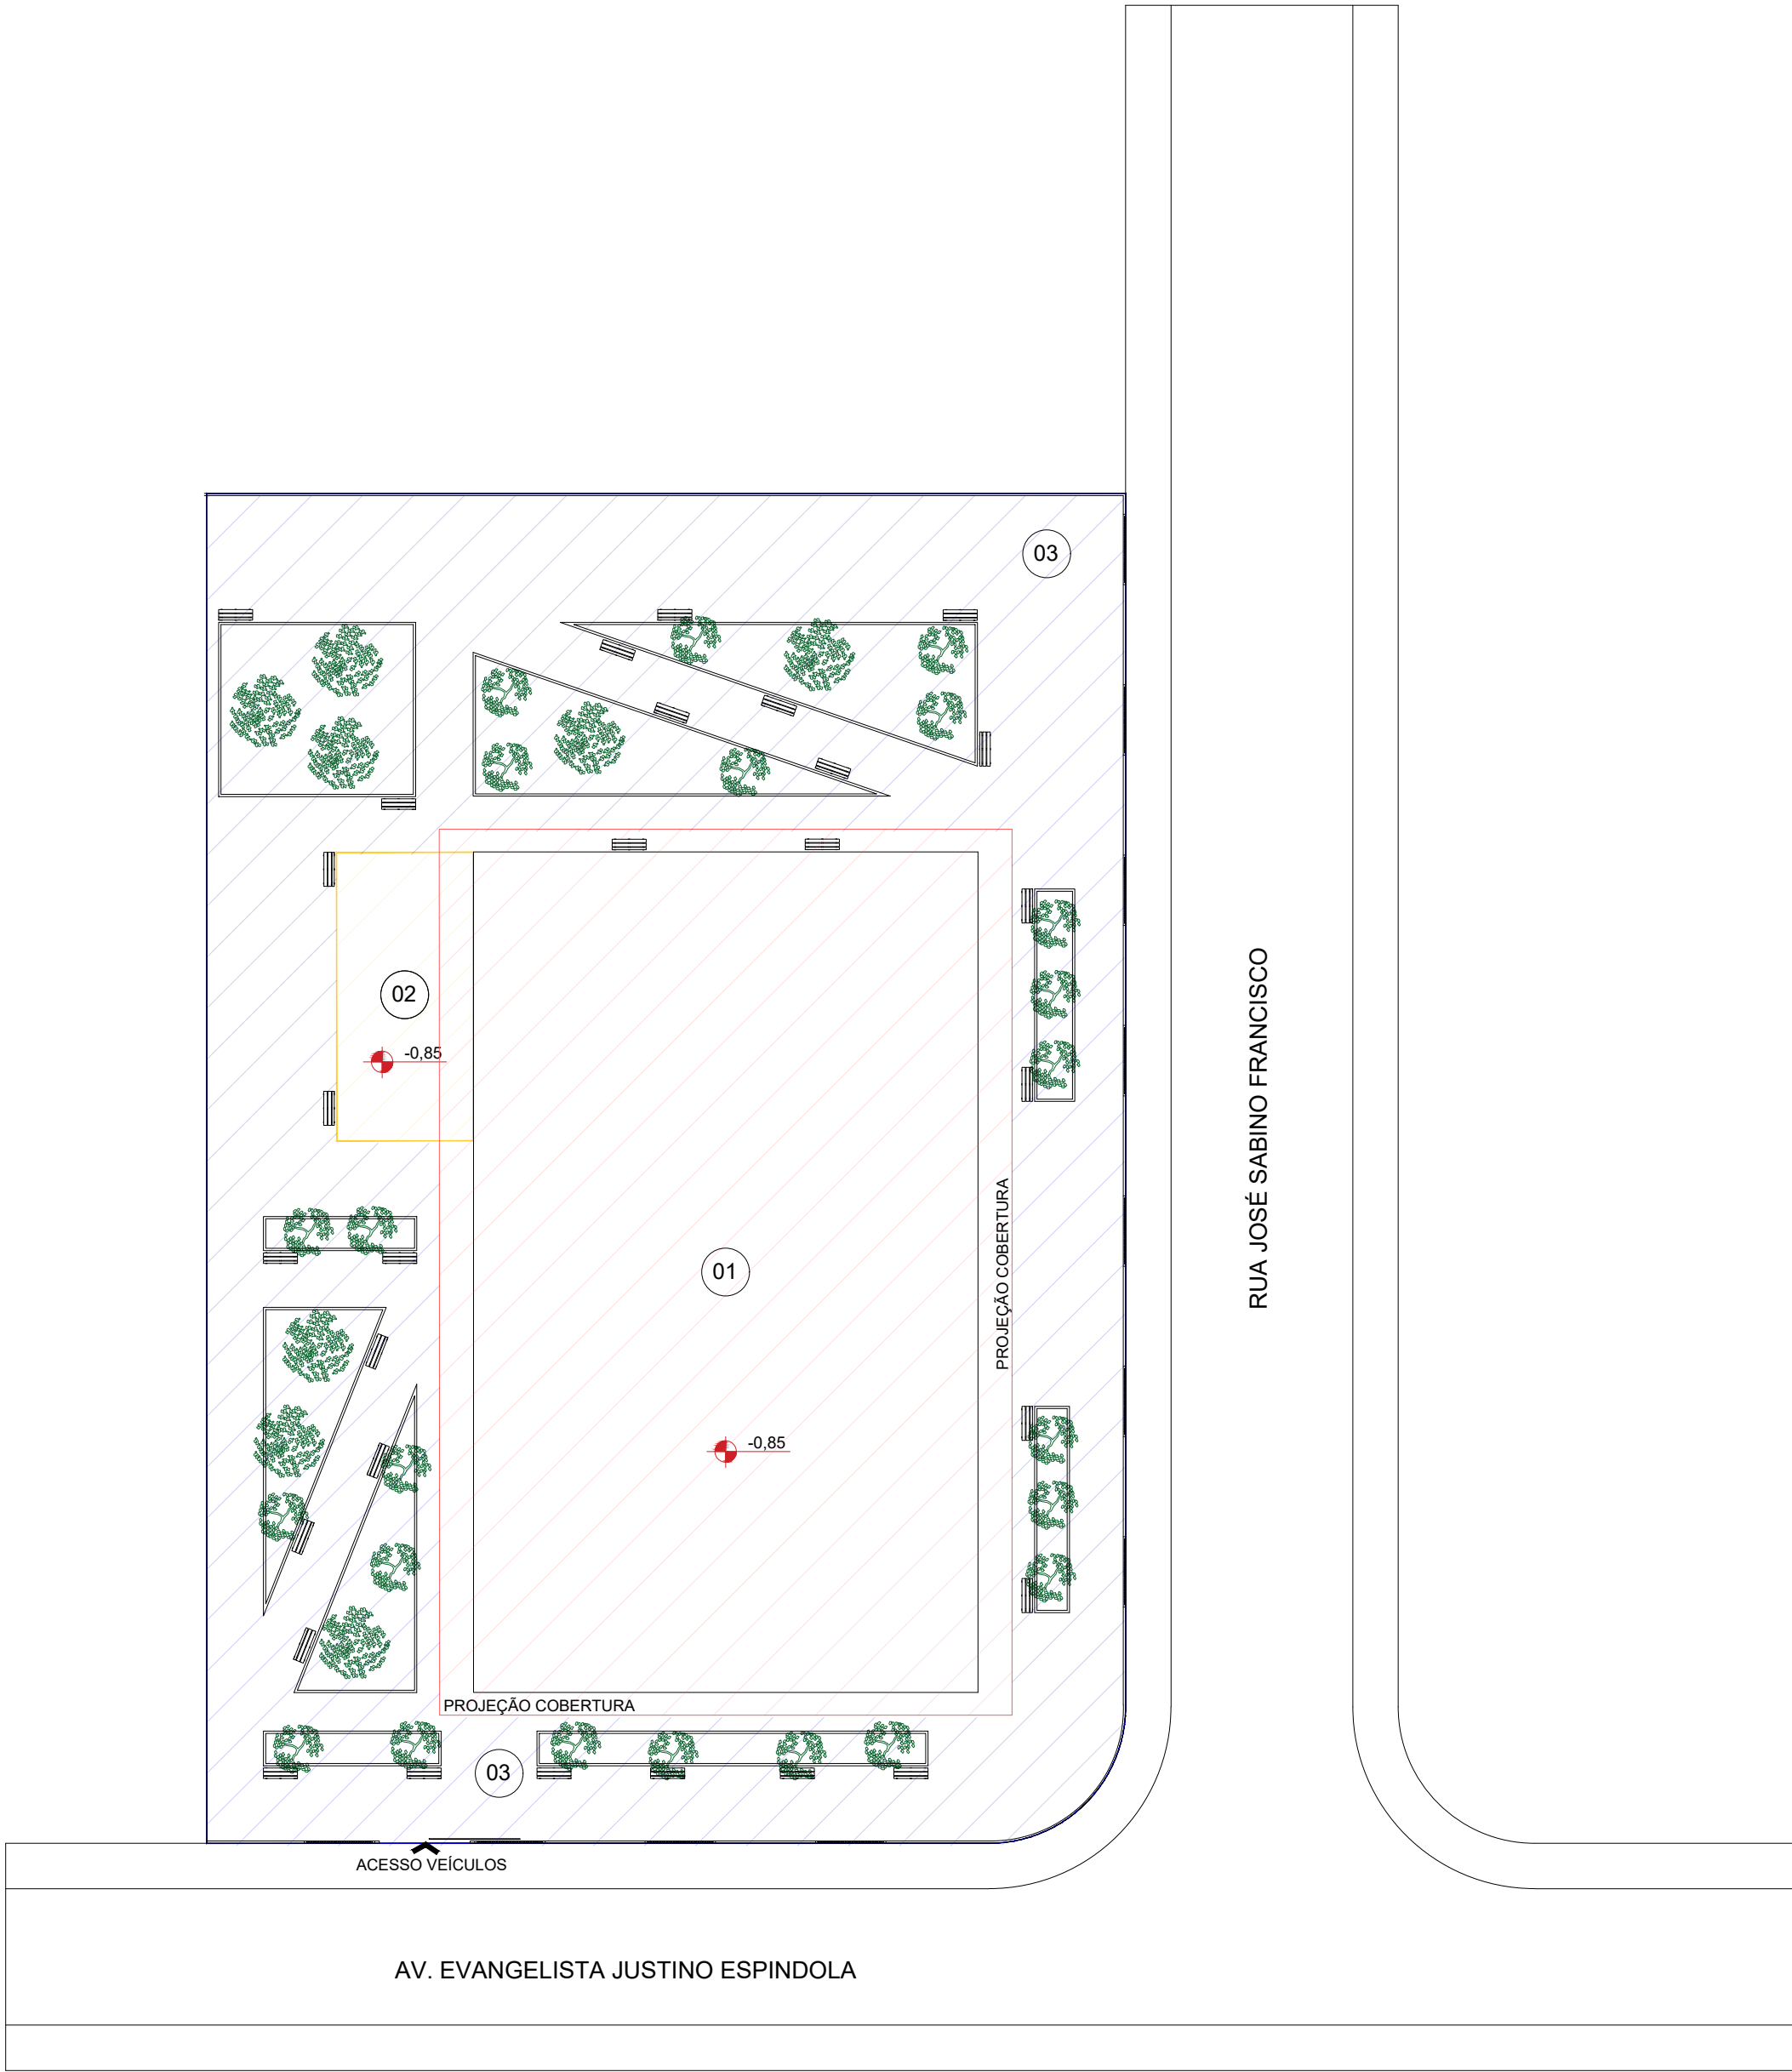 03
02
-0,85
RUA JOSÉ SABINO FRANCISCO
PROJEÇÃO COBERTURA
01
-0,85
PROJEÇÃO COBERTURA
03
ACESSO VEÍCULOS
AV. EVANGELISTA JUSTINO ESPINDOLA